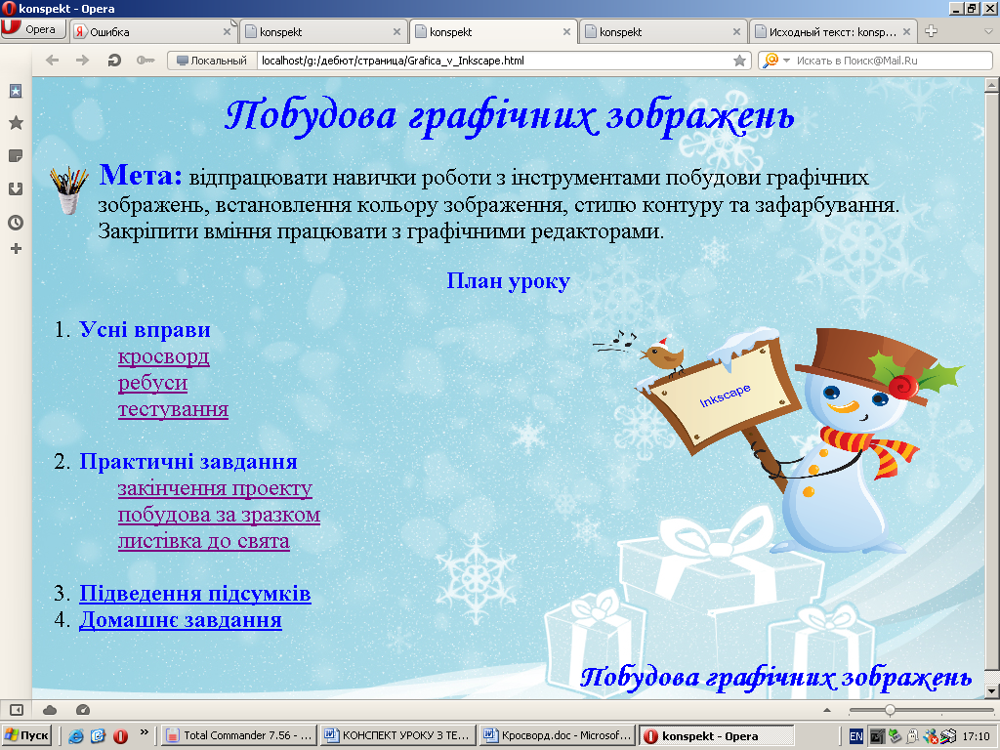 konspekt - Opera
Opera
Ошибка
konspekt
konspekt
konspekt
Исходный текст: konsp...
Локальный
localhost/g:/дебют/страница/Grafica_v_Inkscape.html
Искать в Поиск@Mail.Ru
Побудова графічних зображень
Мета: відпрацювати навички роботи з інструментами побудови графічних
зображень, встановлення кольору зображення, стилю контуру та зафарбування.
Закріпити вміння працювати з графічними редакторами.
План уроку
1. Усні вправи
кросворд
ребуси
тестування
Inkscape
2. Практичні завдання
закінчення проекту
побудова за зразком
листівка до свята
3. Підведення підсумків
4. Домашнє завдання
Побудова графічних зображень
Пуск
»
Total Commander 7.56 - ...
КОНСПЕКТ УРОКУ З ТЕ...
Кросворд.doc - Microsof...
konspekt - Opera
EN
17:10